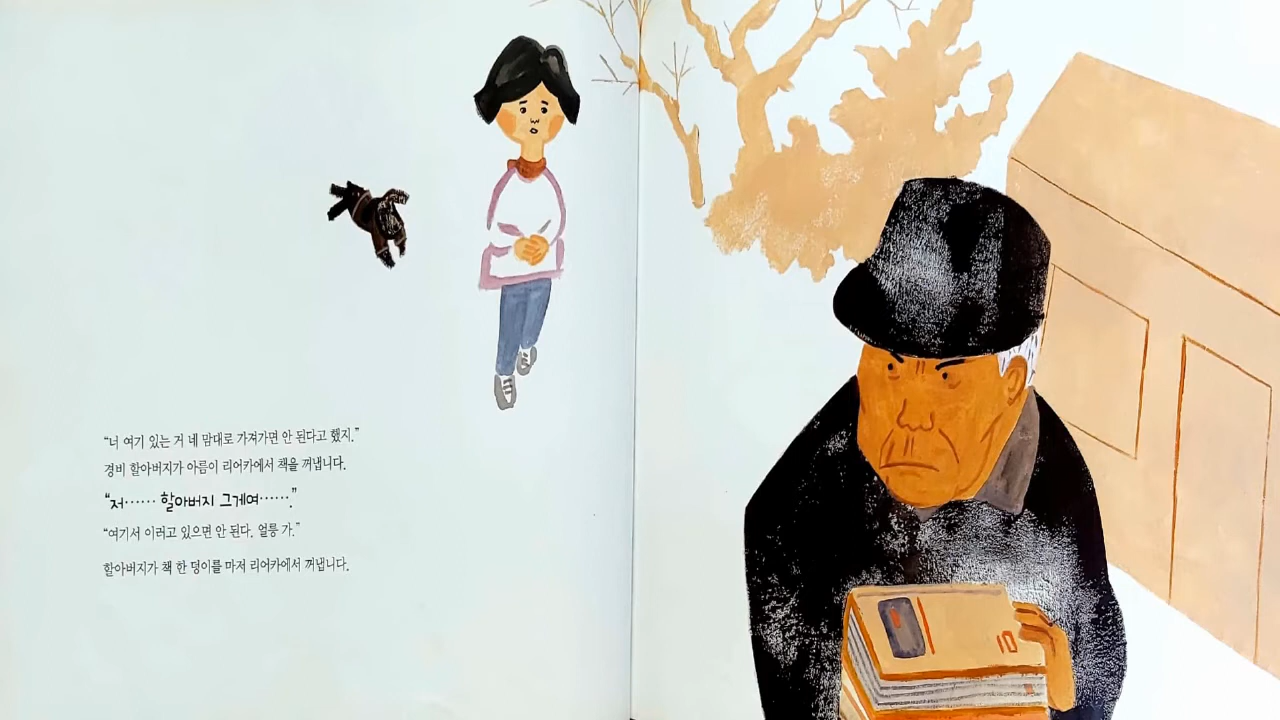 “너 여기 있는 거 네 맘대로 가져가면 안 된다고 했지.”
경비 할아버지가 아름이 리어카에서 책을 꺼냅니다.
“저…… 할아버지 그게여…….”
“여기서 이러고 있으면 안 된다. 얼릉 가.”
할아버지가 책 한 덩이를 마저 리어카에서 꺼냅니다.
10